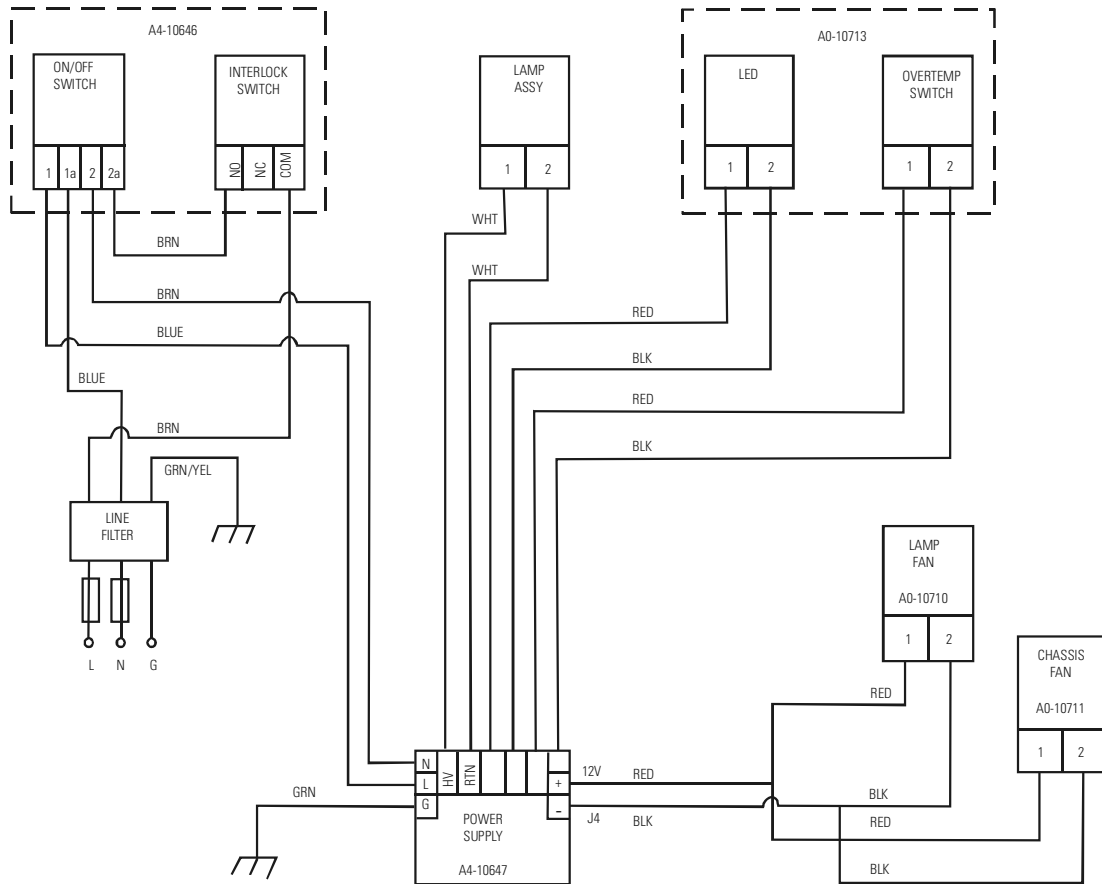 A4-10646
ON/OFF
SWITCH
1 1a 2 2a
INTERLOCK
SWITCH
NO NC COM
LAMP
ASSY
1 2
A0-10713
LED
1 2
OVERTEMP
SWITCH
1 2
WHT
BRN
WHT
BRN
RED
BLUE
BLK
BLUE
RED
BRN
BLK
GRN/YEL
LINE
FILTER
L N G
LAMP
FAN
A0-10710
1 2
CHASSIS
FAN
A0-10711
1 2
RED
N
L
G
HV
RTN
+
-
12V
RED
J4
BLK
GRN
BLK
RED
BLK
POWER
SUPPLY
A4-10647